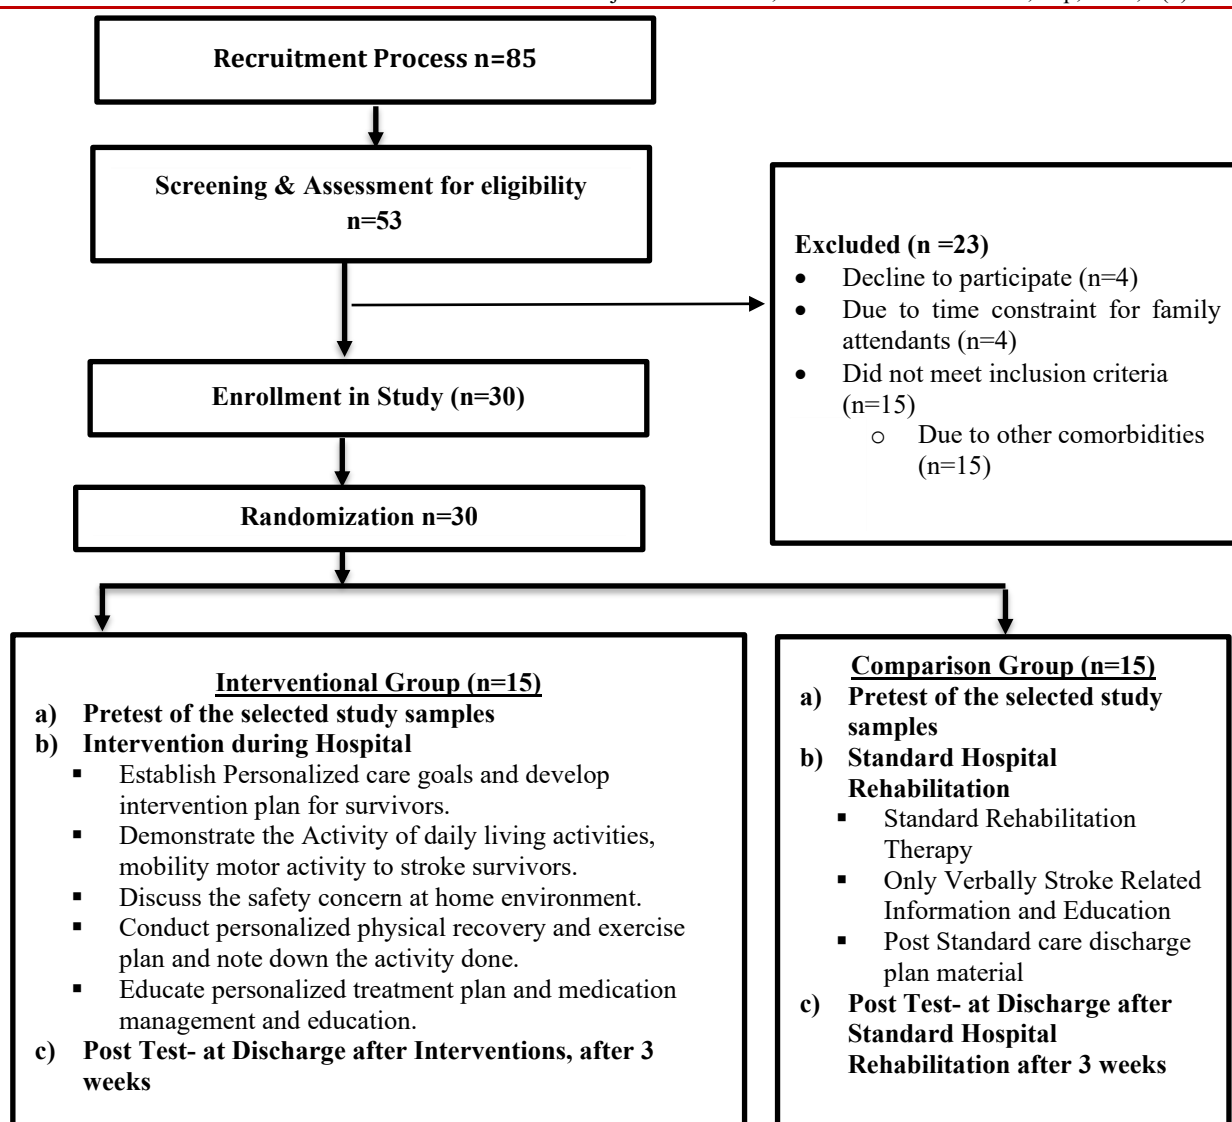 Recruitment Process n=85
Screening & Assessment for eligibility
n=53
Excluded (n =23)
• Decline to participate (n=4)
• Due to time constraint for family
attendants (n=4)
• Did not meet inclusion criteria
(n=15)
o Due to other comorbidities
(n=15)
Enrollment in Study (n=30)
Randomization n=30
Interventional Group (n=15)
a) Pretest of the selected study samples
b) Intervention during Hospital
▪ Establish Personalized care goals and develop
intervention plan for survivors.
▪ Demonstrate the Activity of daily living activities,
mobility motor activity to stroke survivors.
▪ Discuss the safety concern at home environment.
▪ Conduct personalized physical recovery and exercise
plan and note down the activity done.
▪ Educate personalized treatment plan and medication
management and education.
c) Post Test- at Discharge after Interventions, after 3
weeks
Comparison Group (n=15)
a) Pretest of the selected study
samples
b) Standard Hospital
Rehabilitation
▪ Standard Rehabilitation
Therapy
▪ Only Verbally Stroke Related
Information and Education
▪ Post Standard care discharge
plan material
c) Post Test- at Discharge after
Standard Hospital
Rehabilitation after 3 weeks